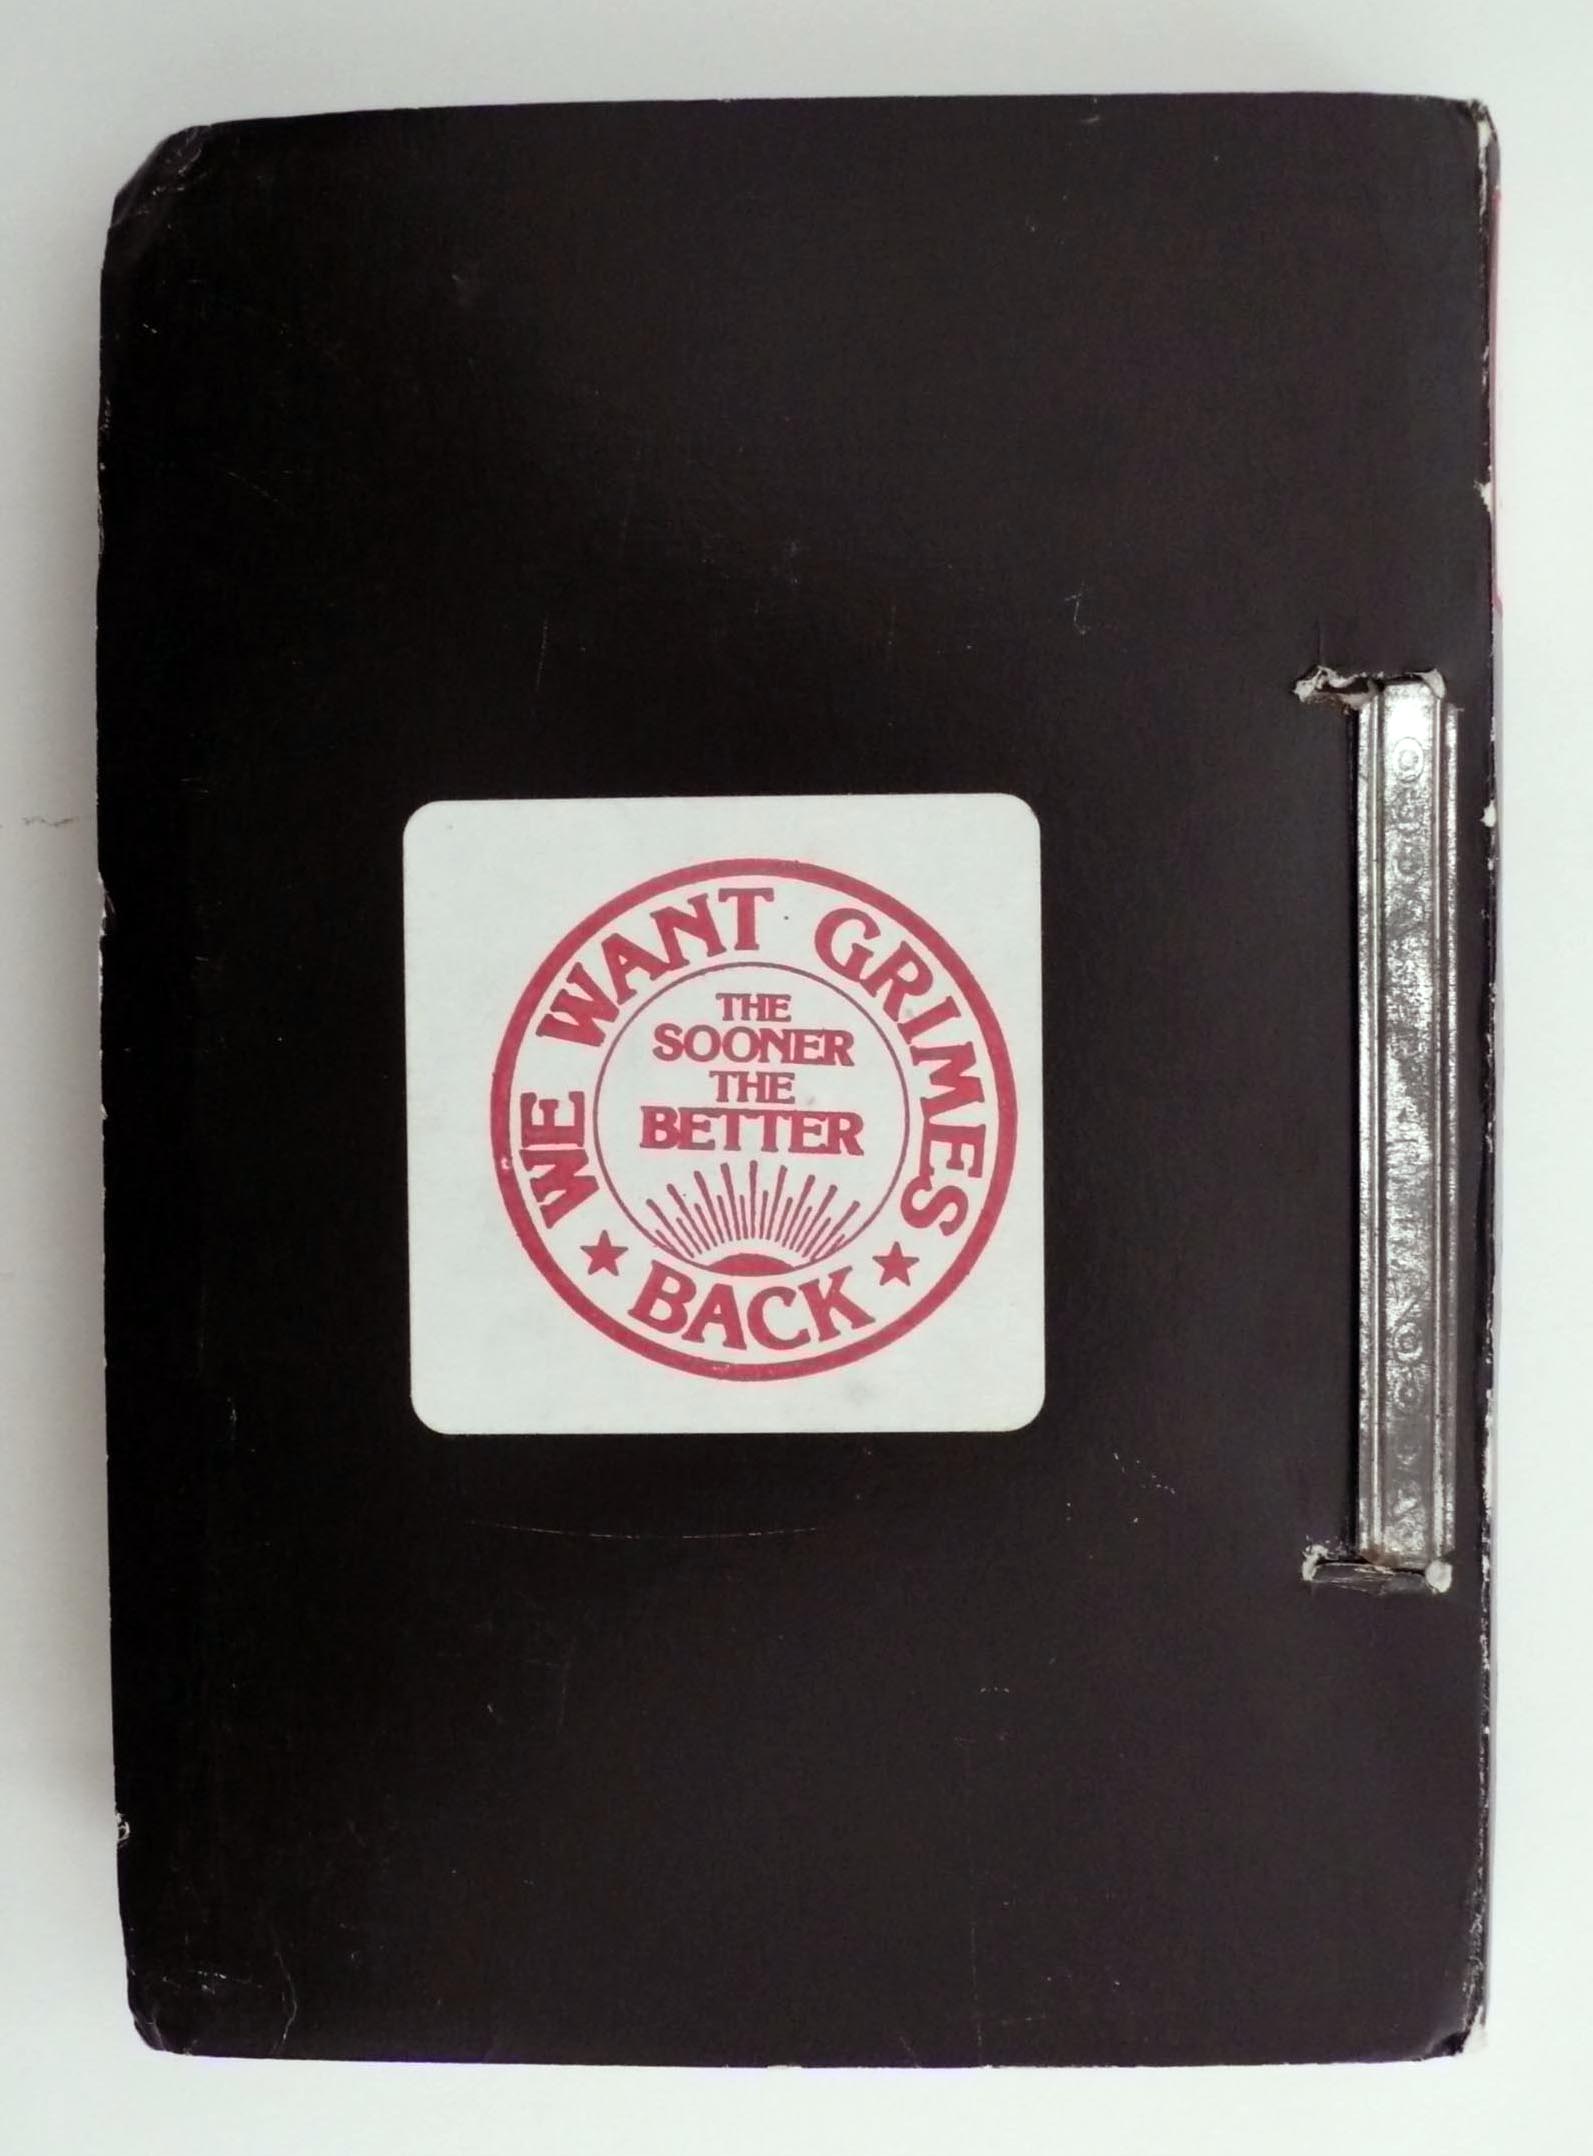 WE WANT GRIMES
THE
SOONER
THE
BETTER
★ BACK ★